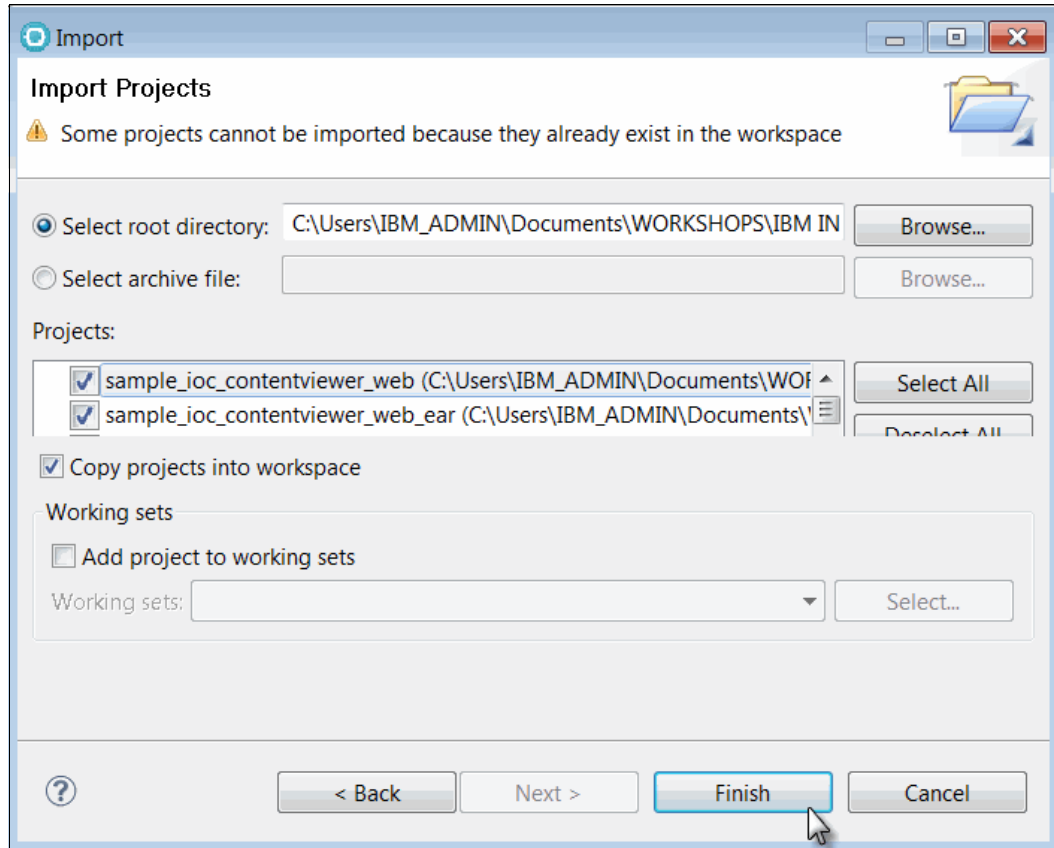 Import
Import Projects
Some projects cannot be imported because they already exist in the workspace
Select root directory: C:\Users\IBM_ADMIN\Documents\WORKSHOPS\IBM IN Browse...
Select archive file: Browse...
Projects:
sample_ioc_contentviewer_web (C:\Users\IBM_ADMIN\Documents\WOR Select All
sample_ioc_contentviewer_web_ear (C:\Users\IBM_ADMIN\Documents\ Deselect All
Copy projects into workspace
Working sets
Add project to working sets
Working sets: Select...
< Back Next > Finish Cancel